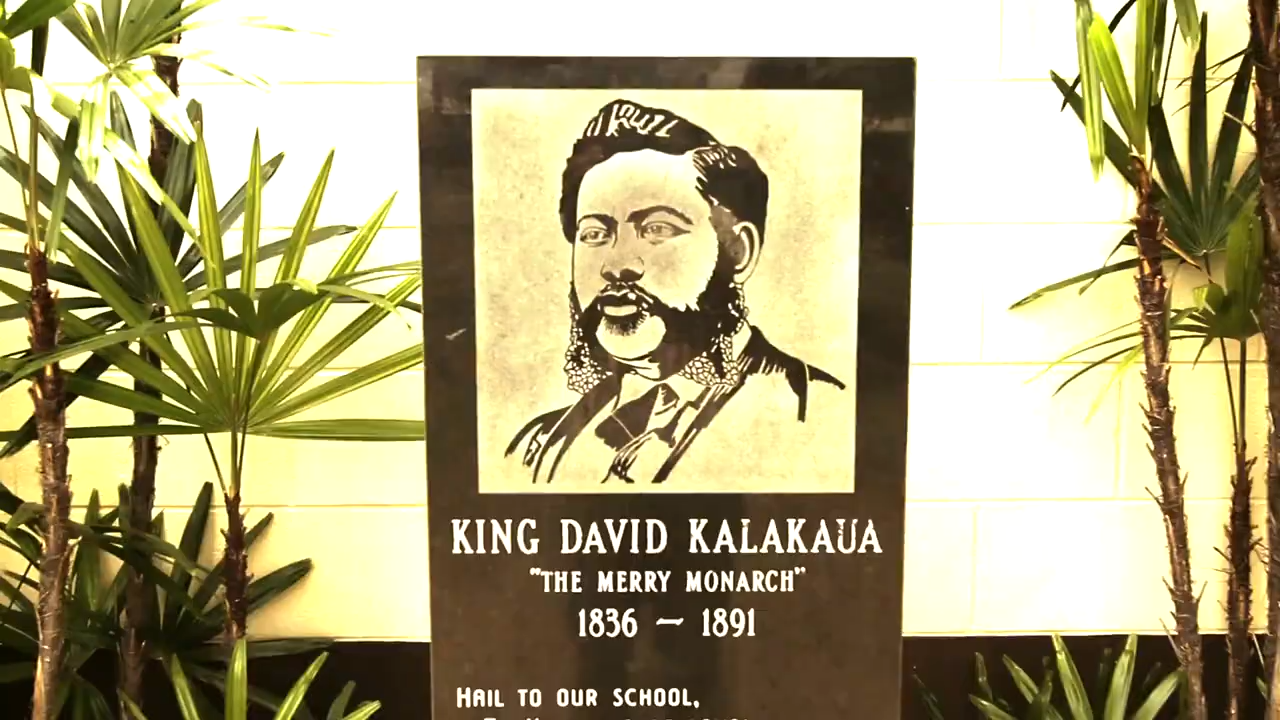 KING DAVID KALAKAUA
"THE MERRY MONARCH"
1836 — 1891
HAIL TO OUR SCHOOL,